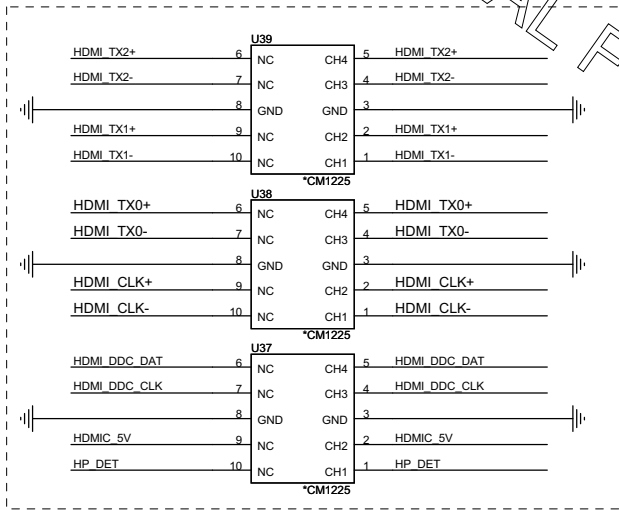 U39
HDMI_TX2+ 6 NC CH4 5 HDMI_TX2+
HDMI_TX2- 7 NC CH3 4 HDMI_TX2-
8 GND GND 3
HDMI_TX1+ 9 NC CH2 2 HDMI_TX1+
HDMI_TX1- 10 NC CH1 1 HDMI_TX1-
*CM1225
U38
HDMI_TX0+ 6 NC CH4 5 HDMI_TX0+
HDMI_TX0- 7 NC CH3 4 HDMI_TX0-
8 GND GND 3
HDMI_CLK+ 9 NC CH2 2 HDMI_CLK+
HDMI_CLK- 10 NC CH1 1 HDMI_CLK-
*CM1225
U37
HDMI_DDC_DAT 6 NC CH4 5 HDMI_DDC_DAT
HDMI_DDC_CLK 7 NC CH3 4 HDMI_DDC_CLK
8 GND GND 3
HDMIC_5V 9 NC CH2 2 HDMIC_5V
HP_DET 10 NC CH1 1 HP_DET
*CM1225